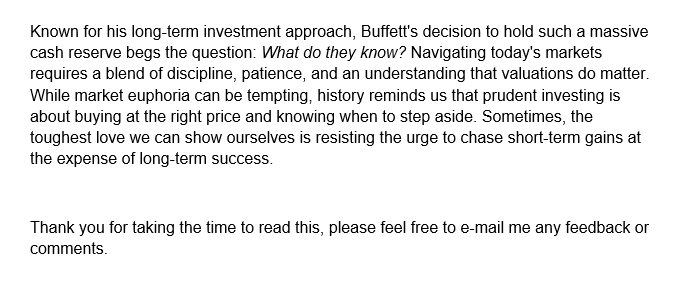 Known for his long-term investment approach, Buffett's decision to hold such a massive
cash reserve begs the question: What do they know? Navigating today's markets
requires a blend of discipline, patience, and an understanding that valuations do matter.
While market euphoria can be tempting, history reminds us that prudent investing is
about buying at the right price and knowing when to step aside. Sometimes, the
toughest love we can show ourselves is resisting the urge to chase short-term gains at
the expense of long-term success.
Thank you for taking the time to read this, please feel free to e-mail me any feedback or
comments.